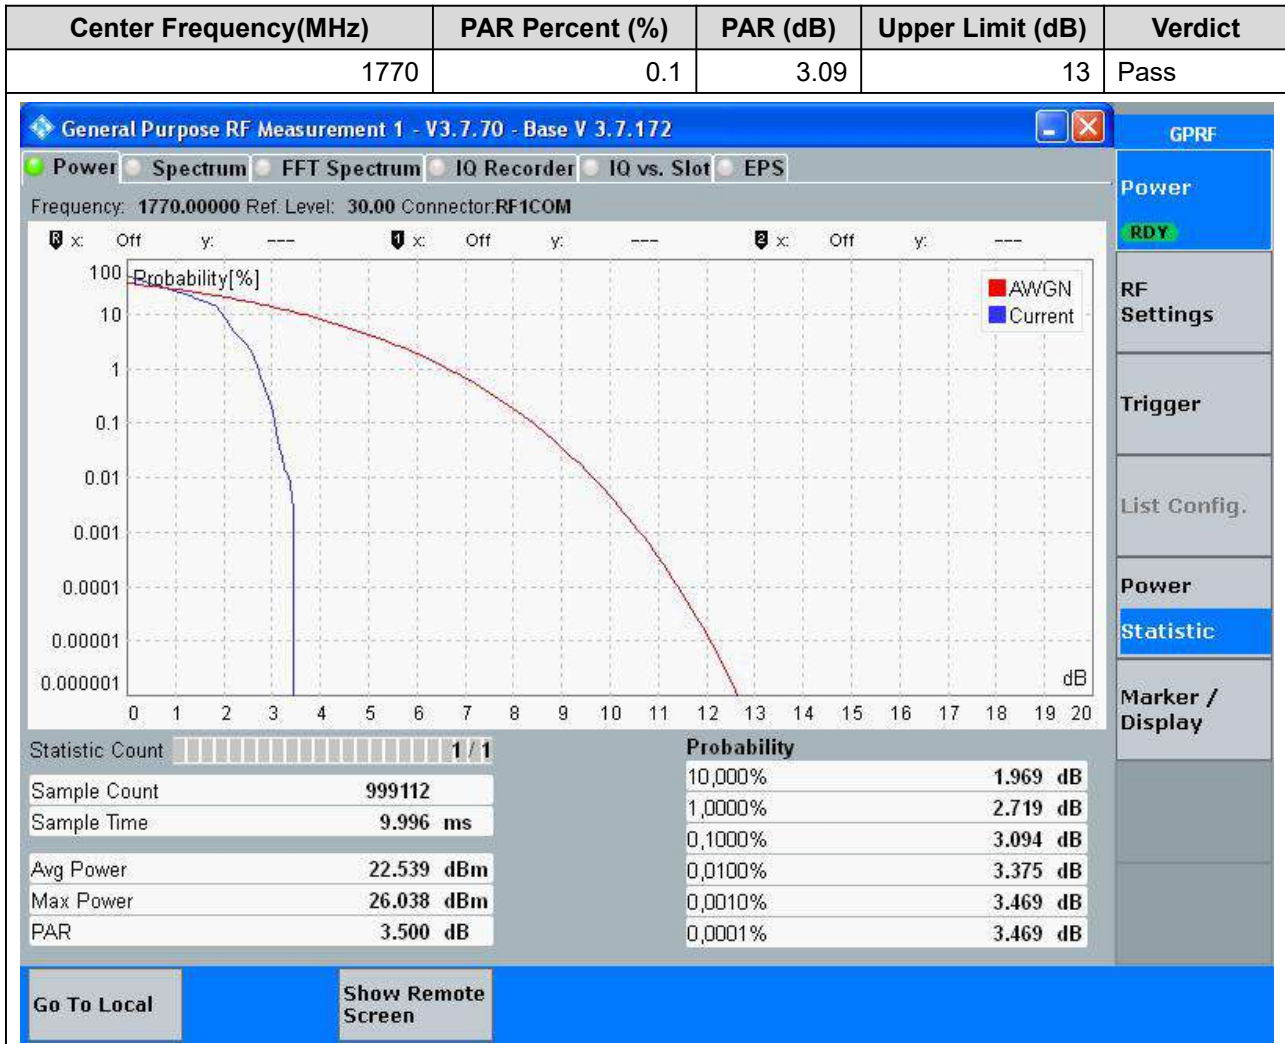 Center Frequency(MHz) PAR Percent (%) PAR (dB) Upper Limit (dB) Verdict
1770 0.1 3.09 13 Pass
General Purpose RF Measurement 1 - V3.7.70 - Base V 3.7.172
GPRF
Power Spectrum FFT Spectrum IQ Recorder IQ vs. Slot EPS
Frequency: 1770.00000 Ref. Level: 30.00 Connector:RF1COM
R x: Off y: --- 1 x: Off y: --- 2 x: Off y: ---
Power
RDY
RF
Settings
Trigger
List Config.
Power
Statistic
Marker /
Display
Probability[%]
AWGN
Current
100
10
1
0.1
0.01
0.001
0.0001
0.00001
0.000001
dB
0 1 2 3 4 5 6 7 8 9 10 11 12 13 14 15 16 17 18 19 20
Statistic Count 1 / 1
Sample Count 999112
Sample Time 9.996 ms
Avg Power 22.539 dBm
Max Power 26.038 dBm
PAR 3.500 dB
Probability
10,000% 1.969 dB
1,0000% 2.719 dB
0,1000% 3.094 dB
0,0100% 3.375 dB
0,0010% 3.469 dB
0,0001% 3.469 dB
Go To Local
Show Remote
Screen